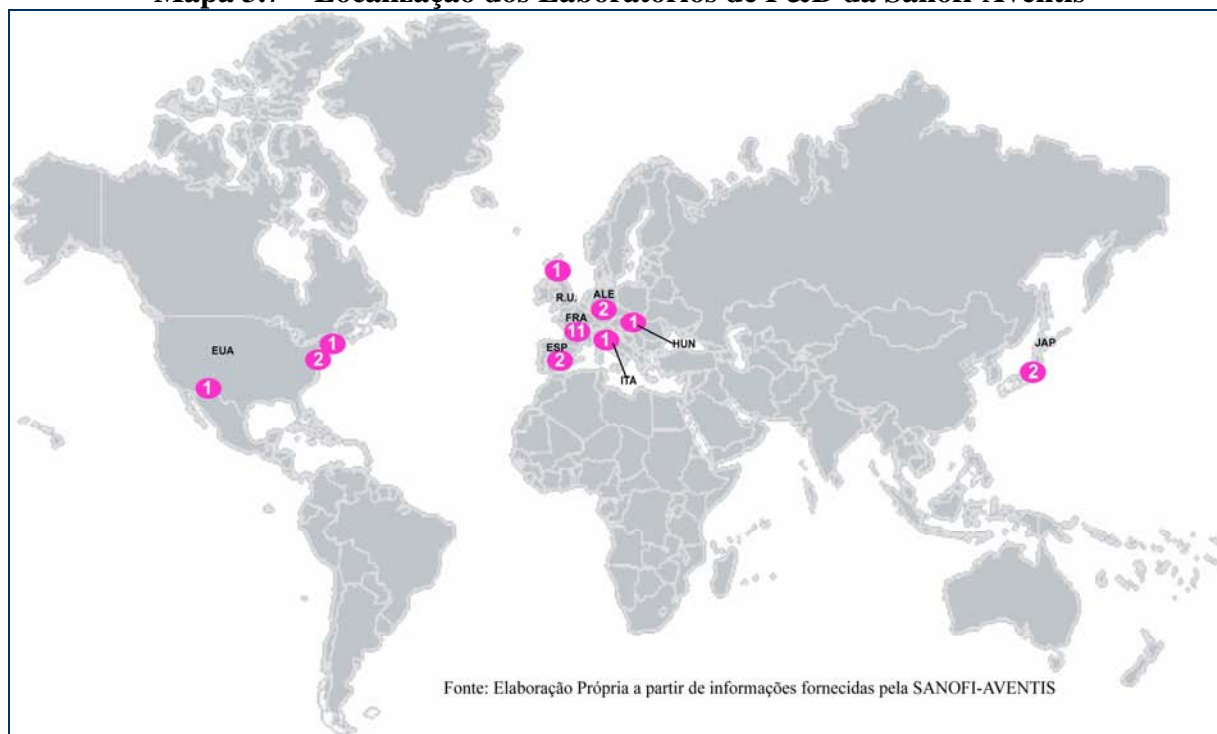 Mapa 3.7 – Localização dos Laboratórios de P&D da Sanofi-Aventis
1
R.U.
ALE
2
FRA
11
1
HUN
1
ITA
ESP
2
EUA
1
2
1
JAP
2
Fonte: Elaboração Própria a partir de informações fornecidas pela SANOFI-AVENTIS